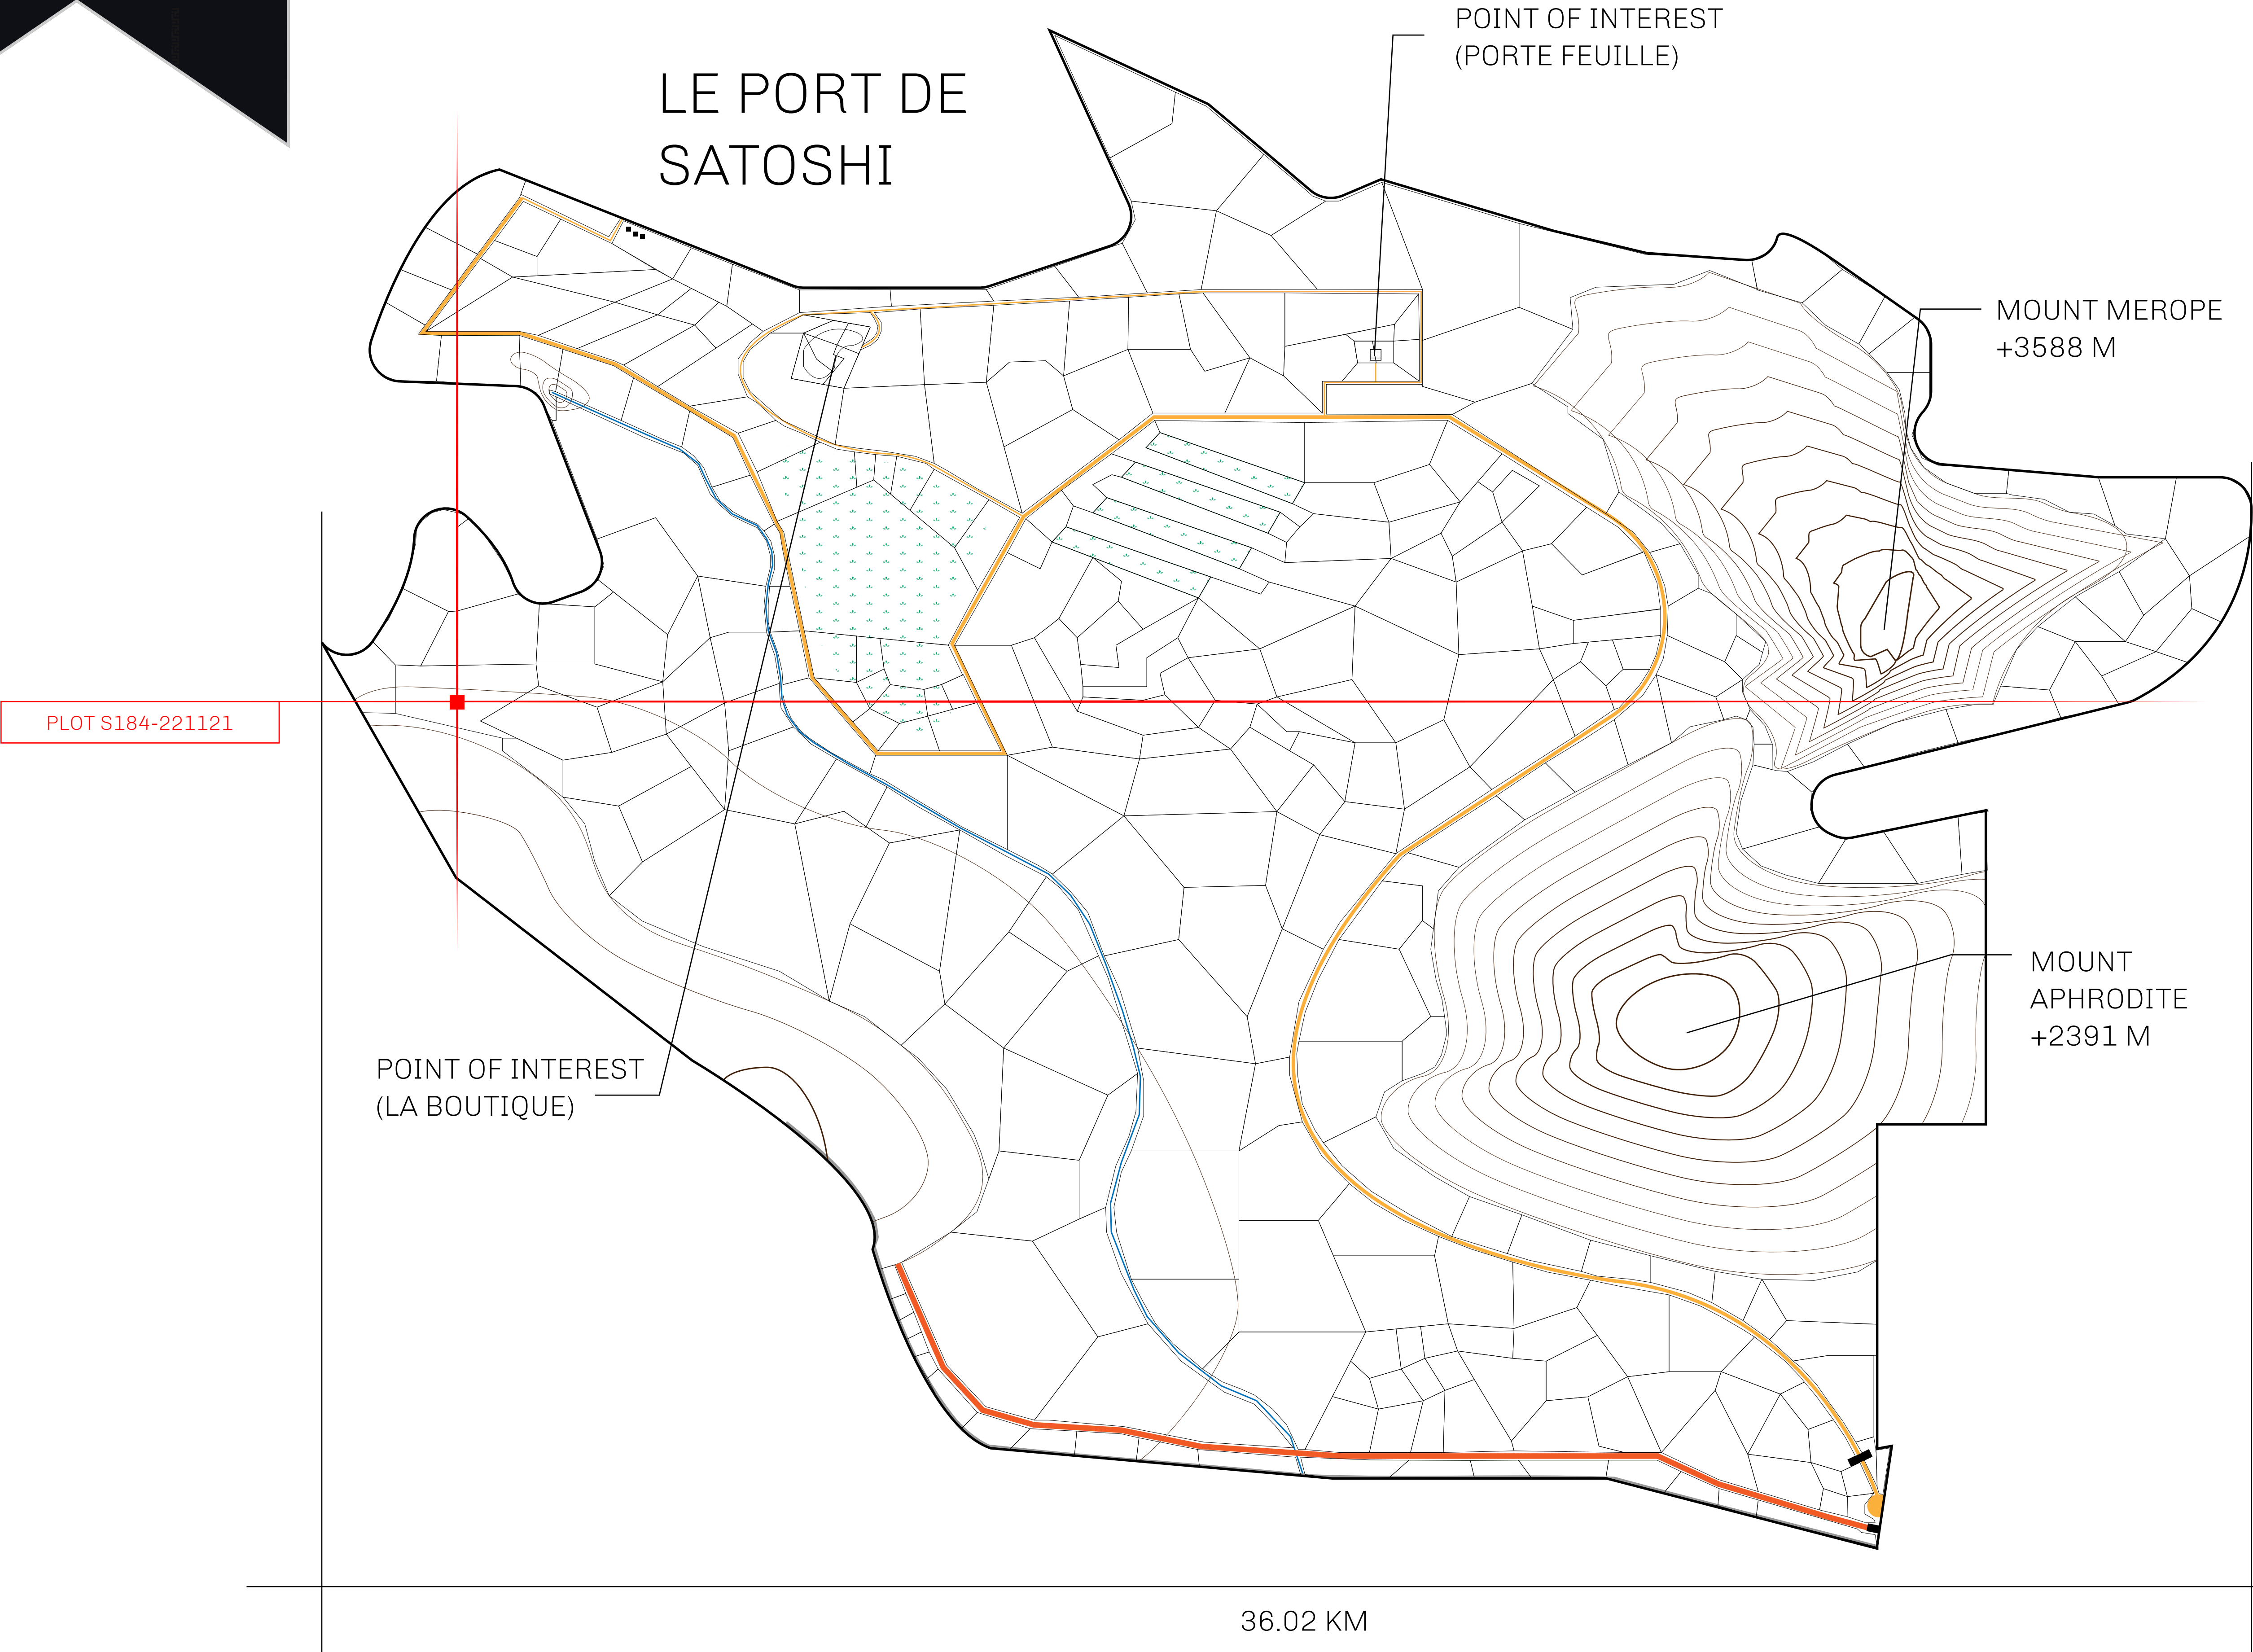 POINT OF INTEREST
(PORTE FEUILLE)
LE PORT DE
SATOSHI
MOUNT MEROPE
+3588 M
PLOT S184-221121
MOUNT
APHRODITE
+2391 M
POINT OF INTEREST
(LA BOUTIQUE)
36.02 KM